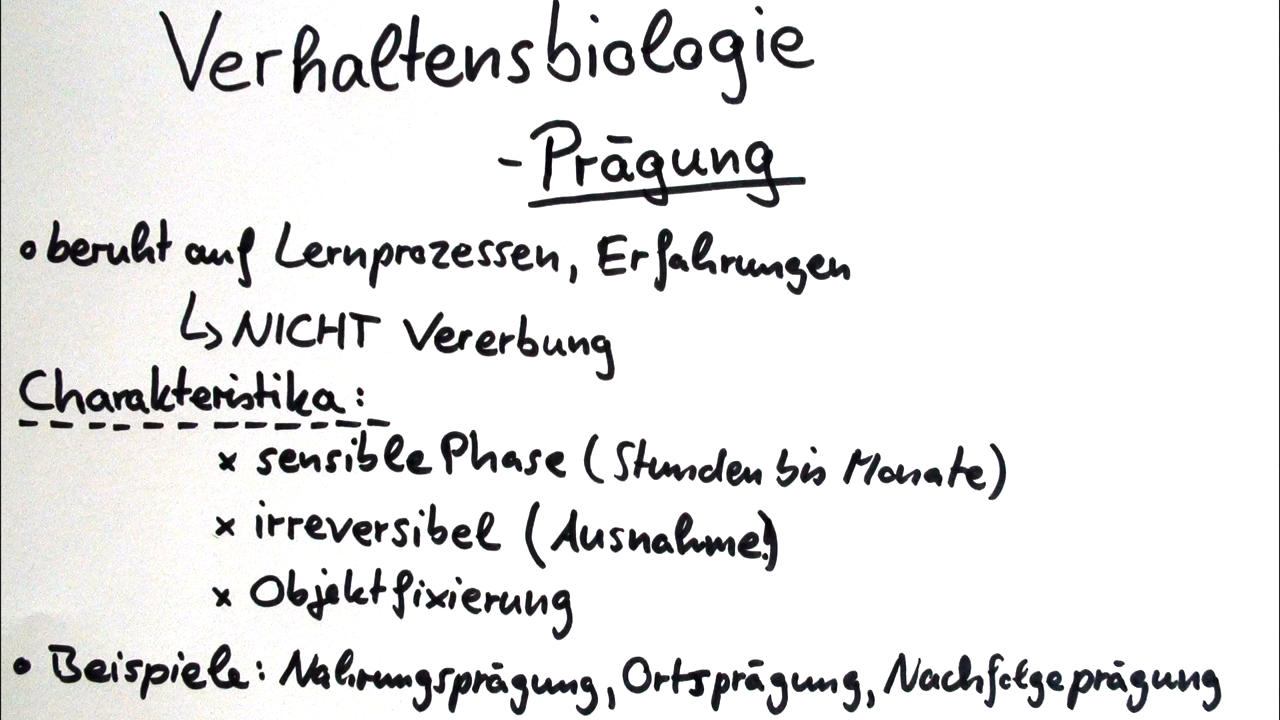 Verhaltensbiologie
- Prägung
• beruht auf Lernprozessen, Erfahrungen
↳ NICHT Vererbung
Charakteristika:
x sensible Phase (Stunden bis Monate)
x irreversibel (Ausnahme!)
x Objektfixierung
• Beispiele: Nahrungsprägung, Ortsprägung, Nachfolgeprägung